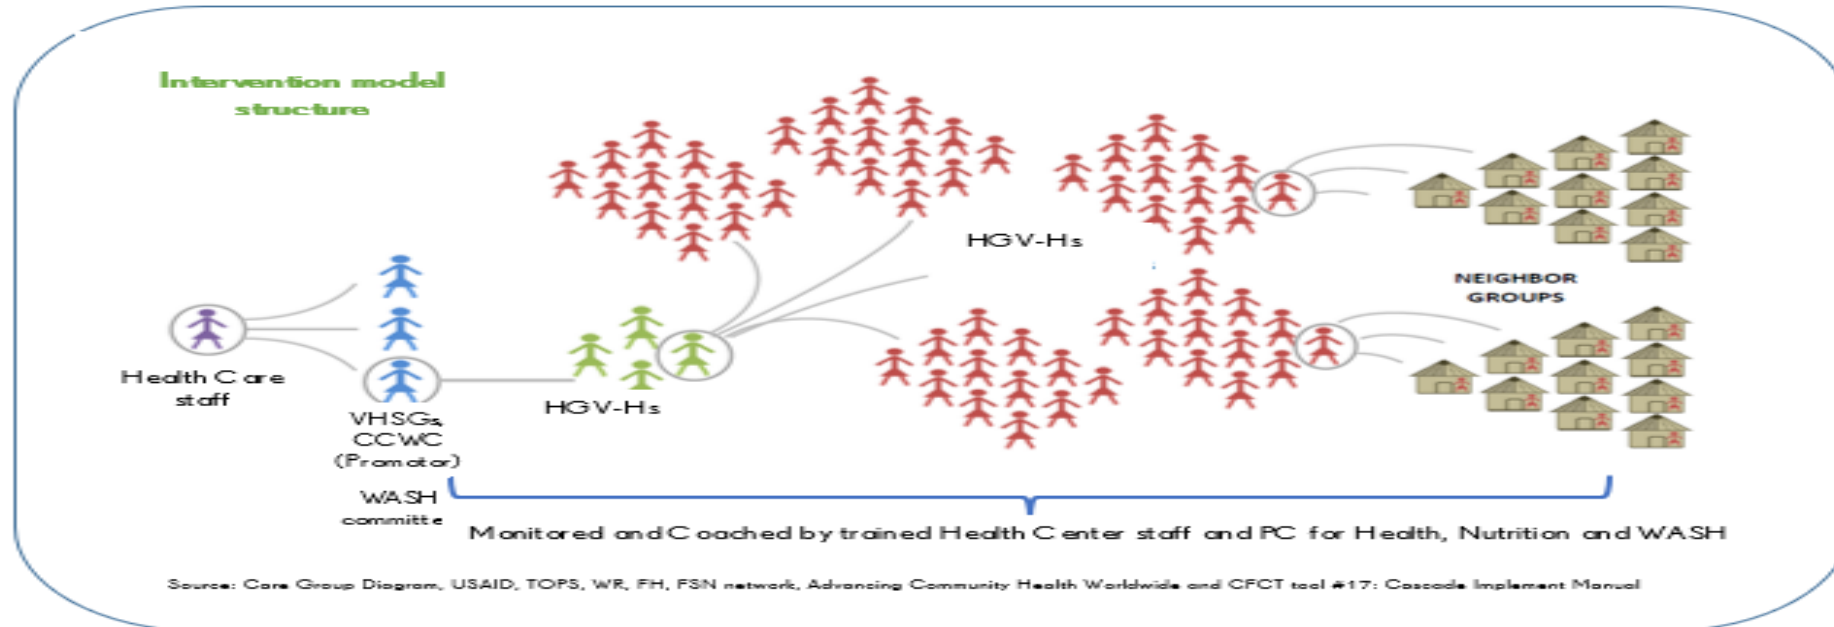 Intervention model
structure
HGV-Hs
NEIGHBOR
GROUPS
Health Care
staff
HGV-Hs
VHSGs,
CCWC
(Promotor)
WASH
committe
Monitored and Coached by trained Health Center staff and PC for Health, Nutrition and WASH
Source: Care Group Diagram, USAID, TOPS, WR, FH, FSN network, Advancing Community Health Worldwide and CFCT tool #17: Cascade Implement Manual